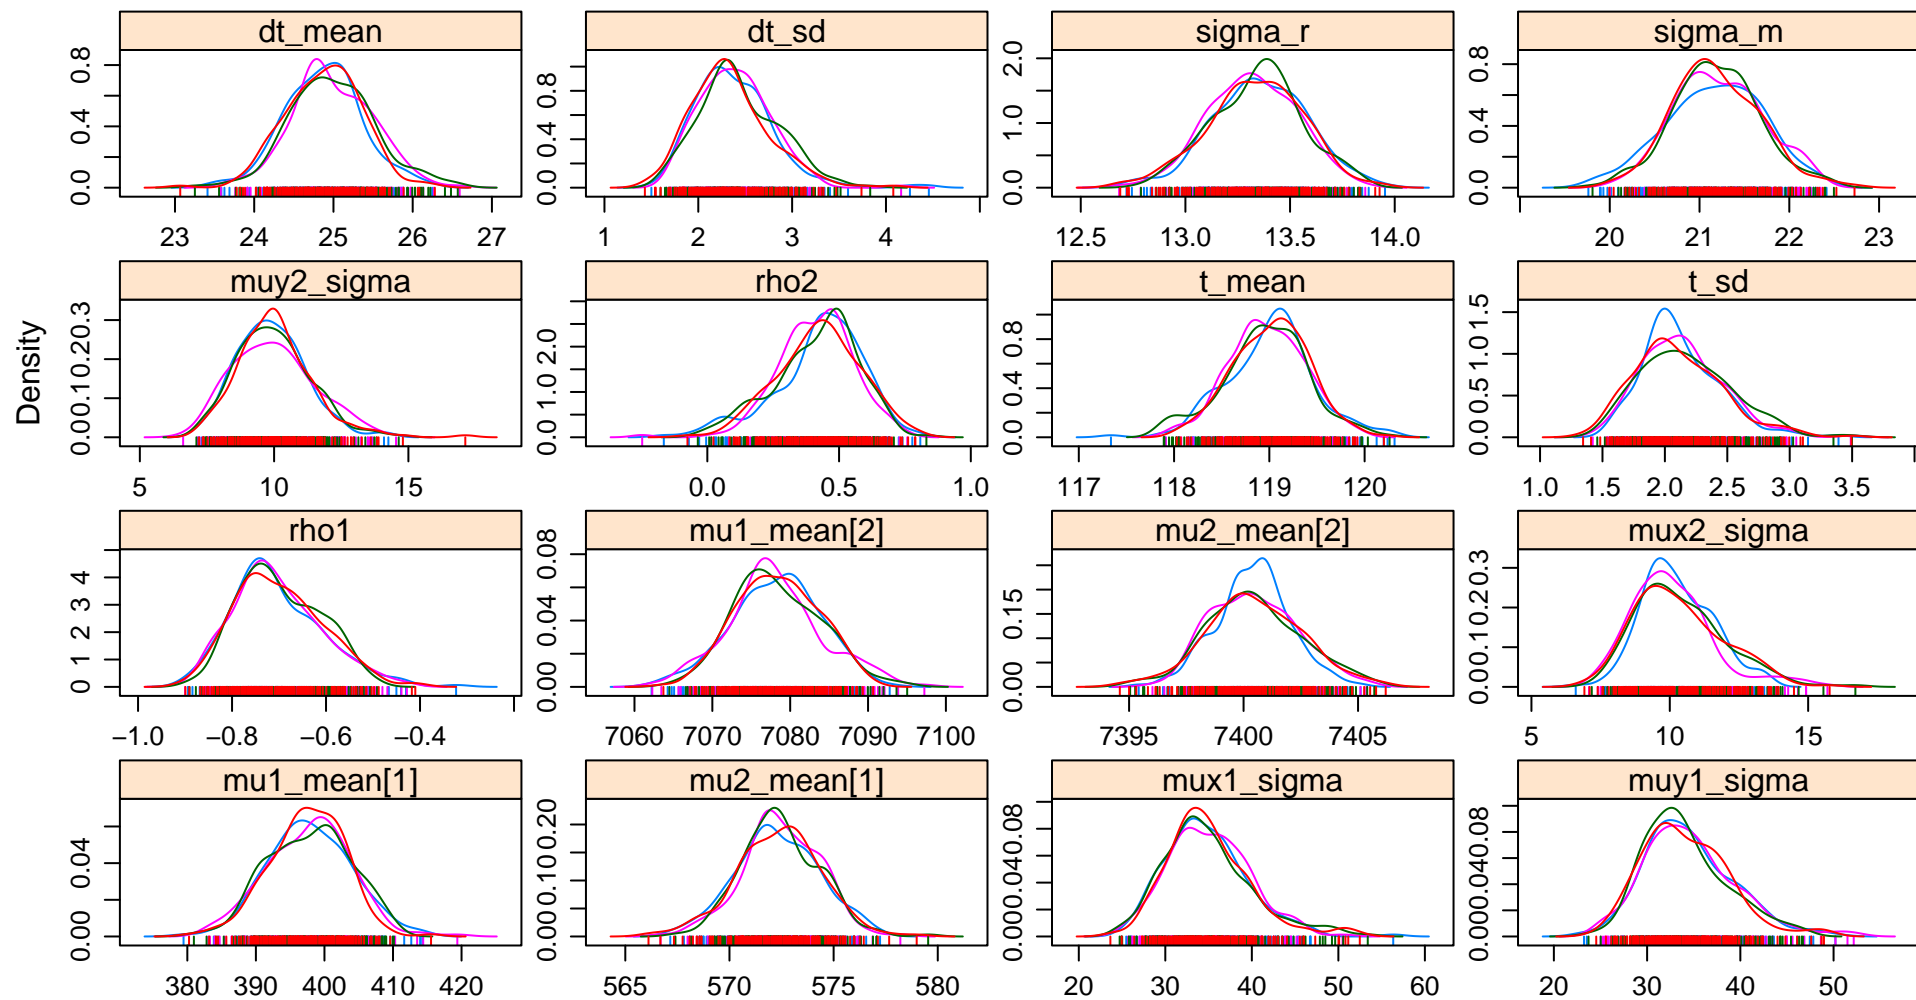 dt_mean
dt_sd
sigma_r
sigma_m
0.0 0.4 0.8
0.0 0.4 0.8
0.0 1.0 2.0
0.0 0.4 0.8
23 24 25 26 27
1 2 3 4
12.5 13.0 13.5 14.0
20 21 22 23
muy2_sigma
rho2
t_mean
t_sd
0.00.10.20.3
0.0 1.0 2.0
0.0 0.4 0.8
0.00.51.01.5
5 10 15
0.0 0.5 1.0
117 118 119 120
1.0 1.5 2.0 2.5 3.0 3.5
Density
rho1
mu1_mean[2]
mu2_mean[2]
mux2_sigma
0 1 2 3 4
0.00 0.04 0.08
0.00 0.15
0.00.10.20.3
−1.0 −0.8 −0.6 −0.4
7060 7070 7080 7090 7100
7395 7400 7405
5 10 15
mu1_mean[1]
mu2_mean[1]
mux1_sigma
muy1_sigma
0.00 0.04
0.00 0.10 0.20
0.000.040.08
0.000.040.08
380 390 400 410 420
565 570 575 580
20 30 40 50 60
20 30 40 50